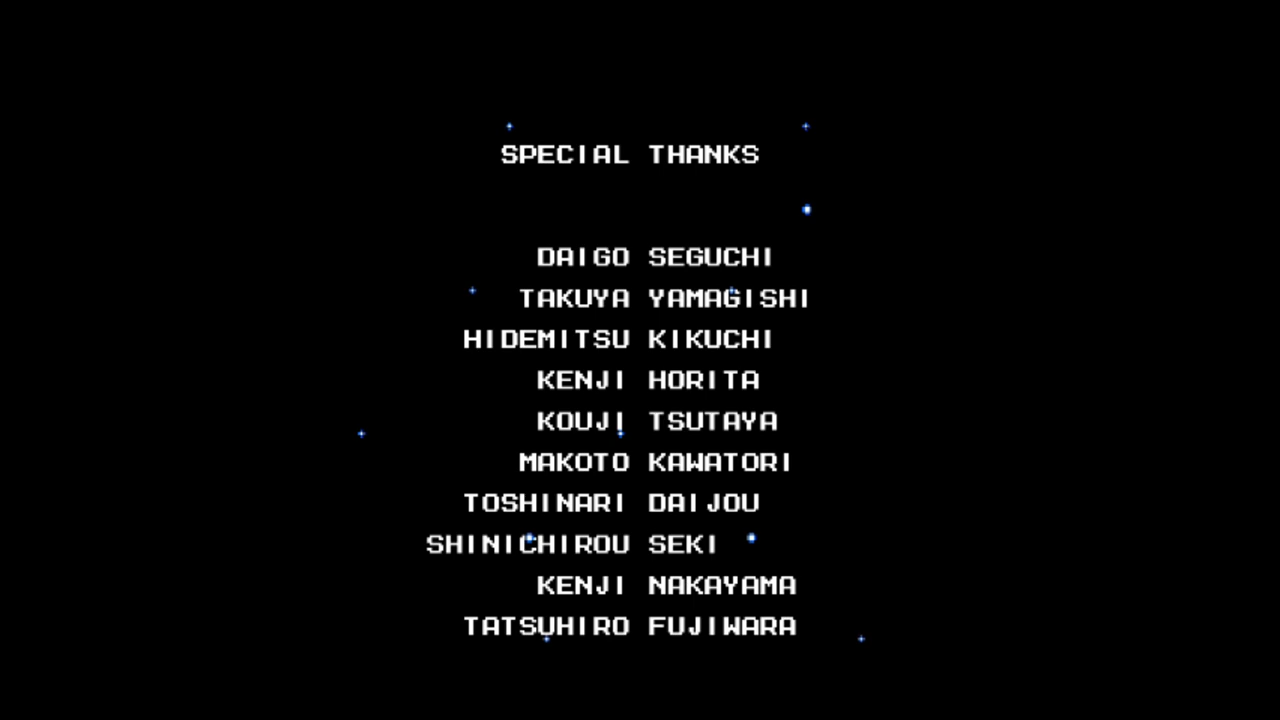 SPECIAL THANKS
DAIGO SEGUCHI
TAKUYA YAMAGISHI
HIDEMITSU KIKUCHI
KENJI HORITA
KOUJI TSUTAYA
MAKOTO KAWATORI
TOSHINARI DAIJOU
SHINICHIROU SEKI
KENJI NAKAYAMA
TATSUHIRO FUJIWARA